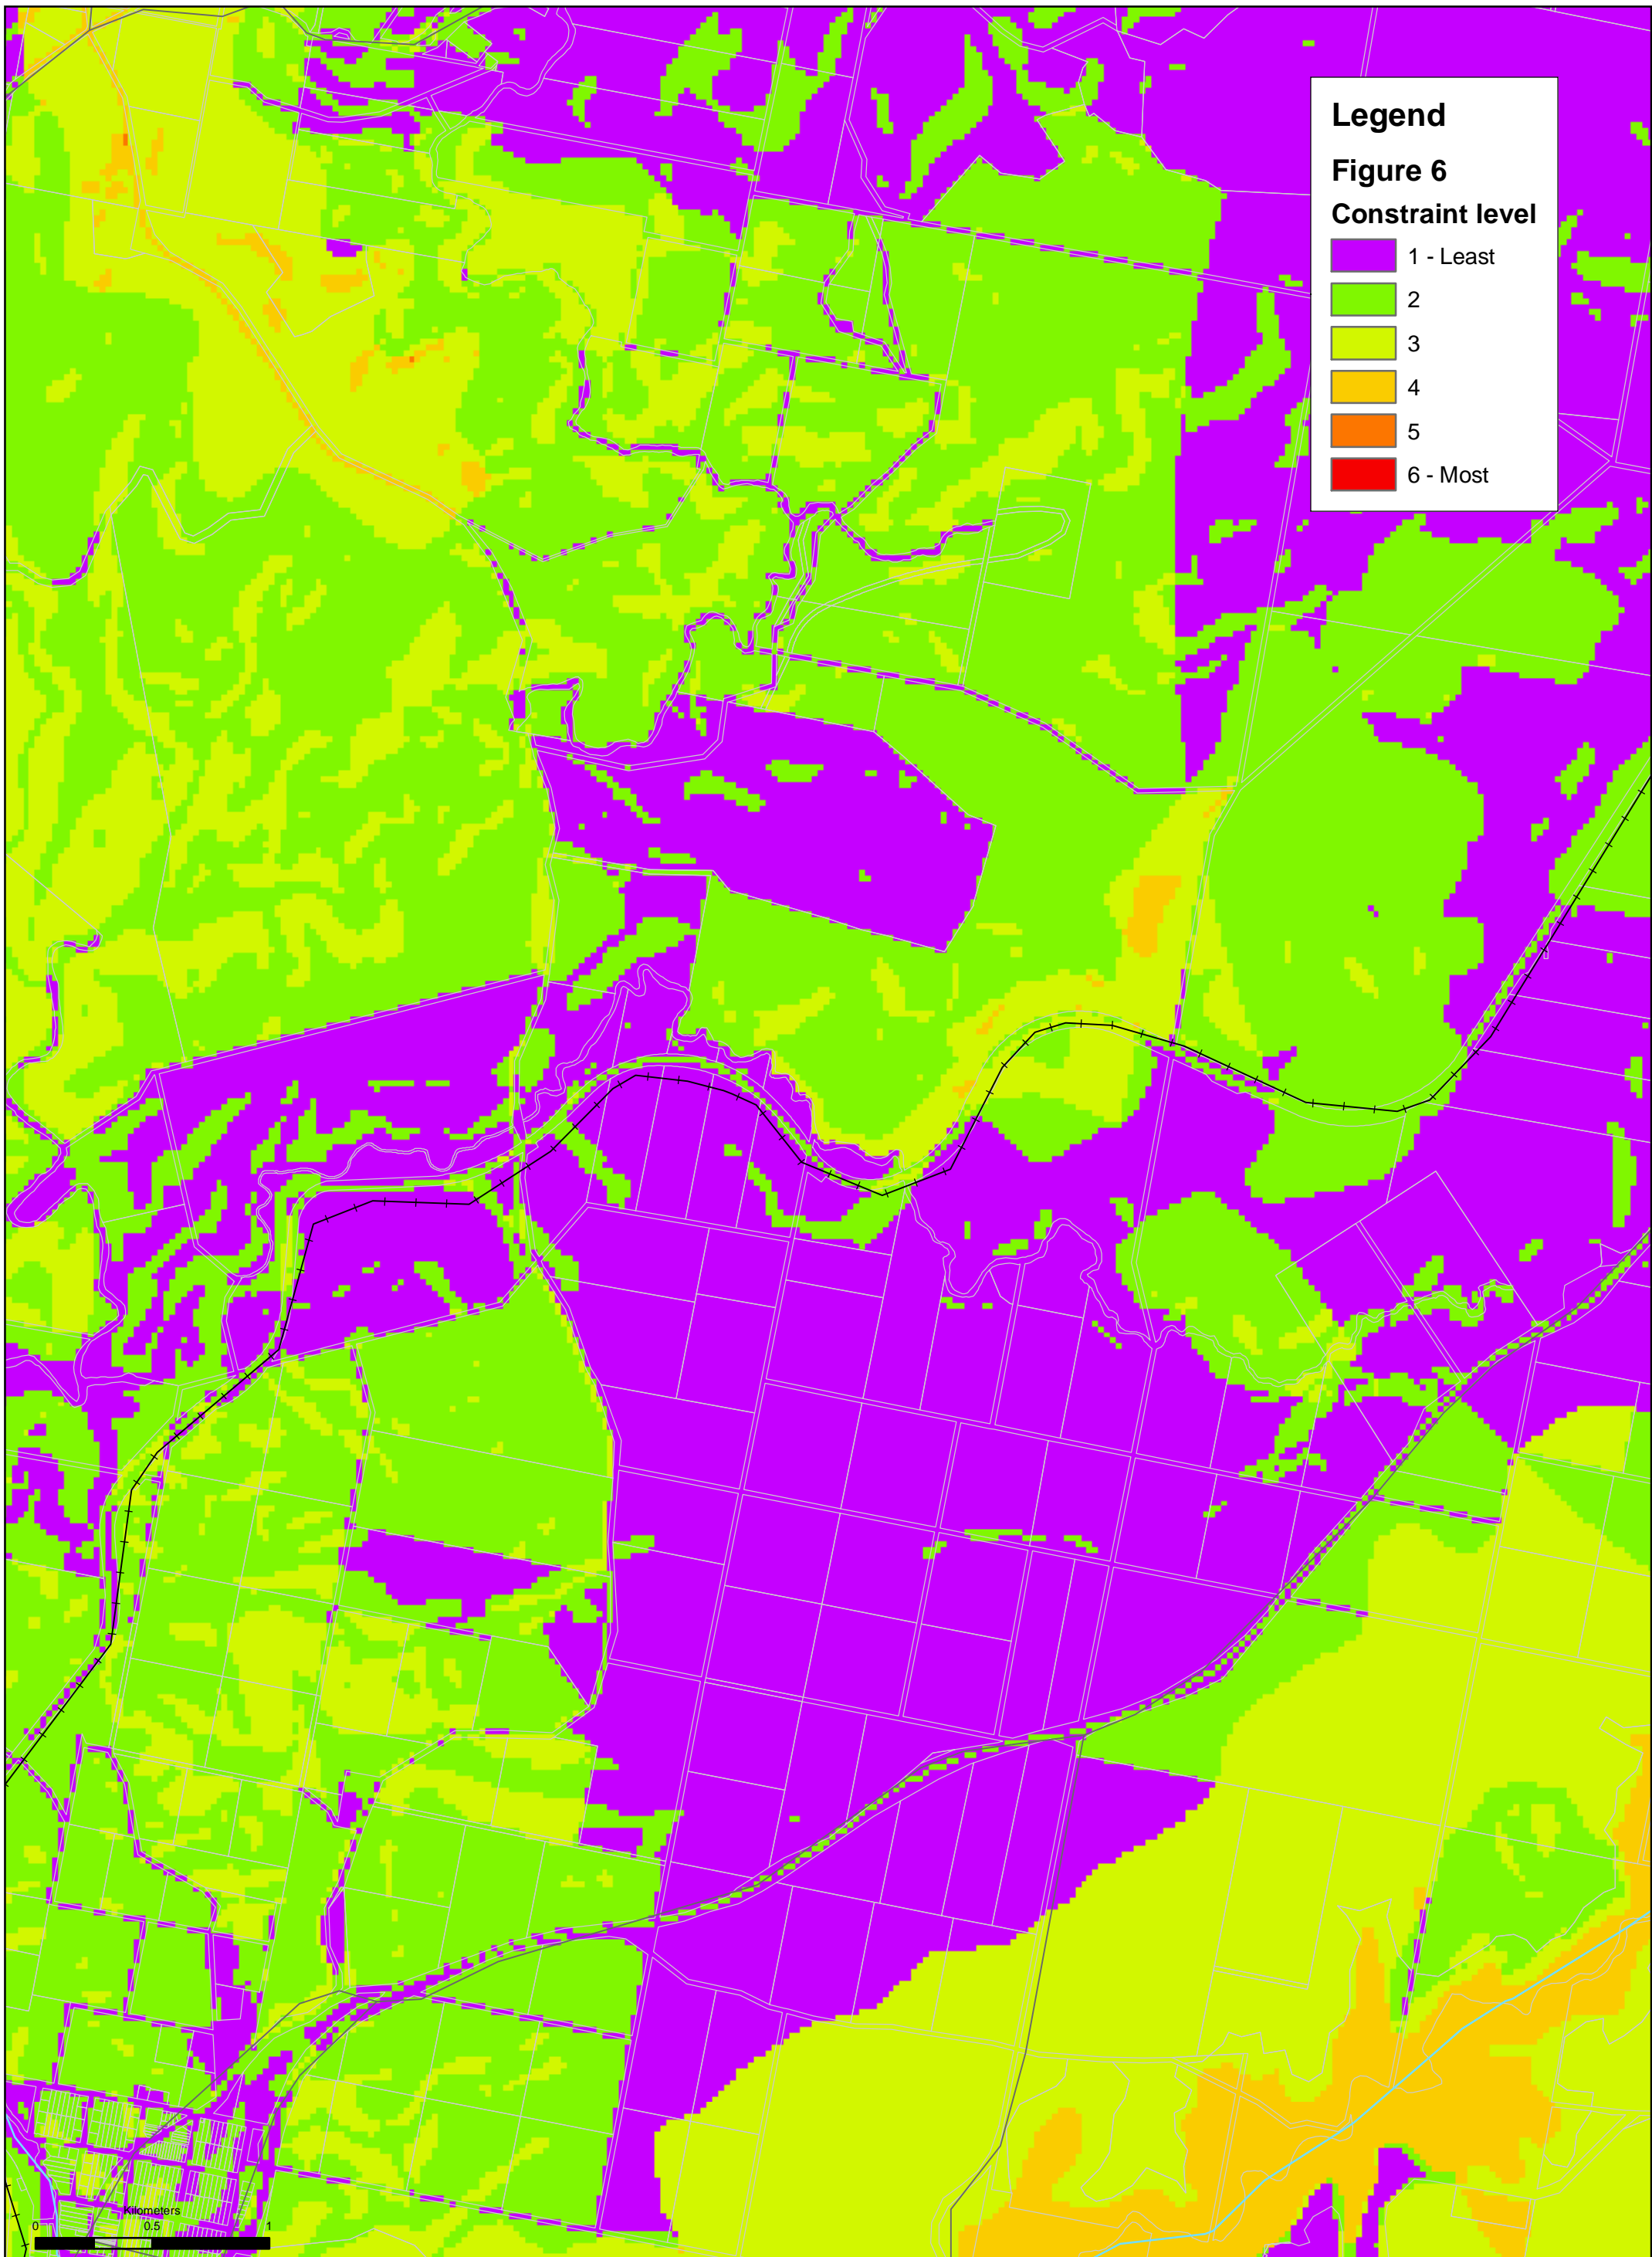 Legend
Figure 6
Constraint level
1 - Least
2
3
4
5
6 - Most
Kilometers
0 0.5 1